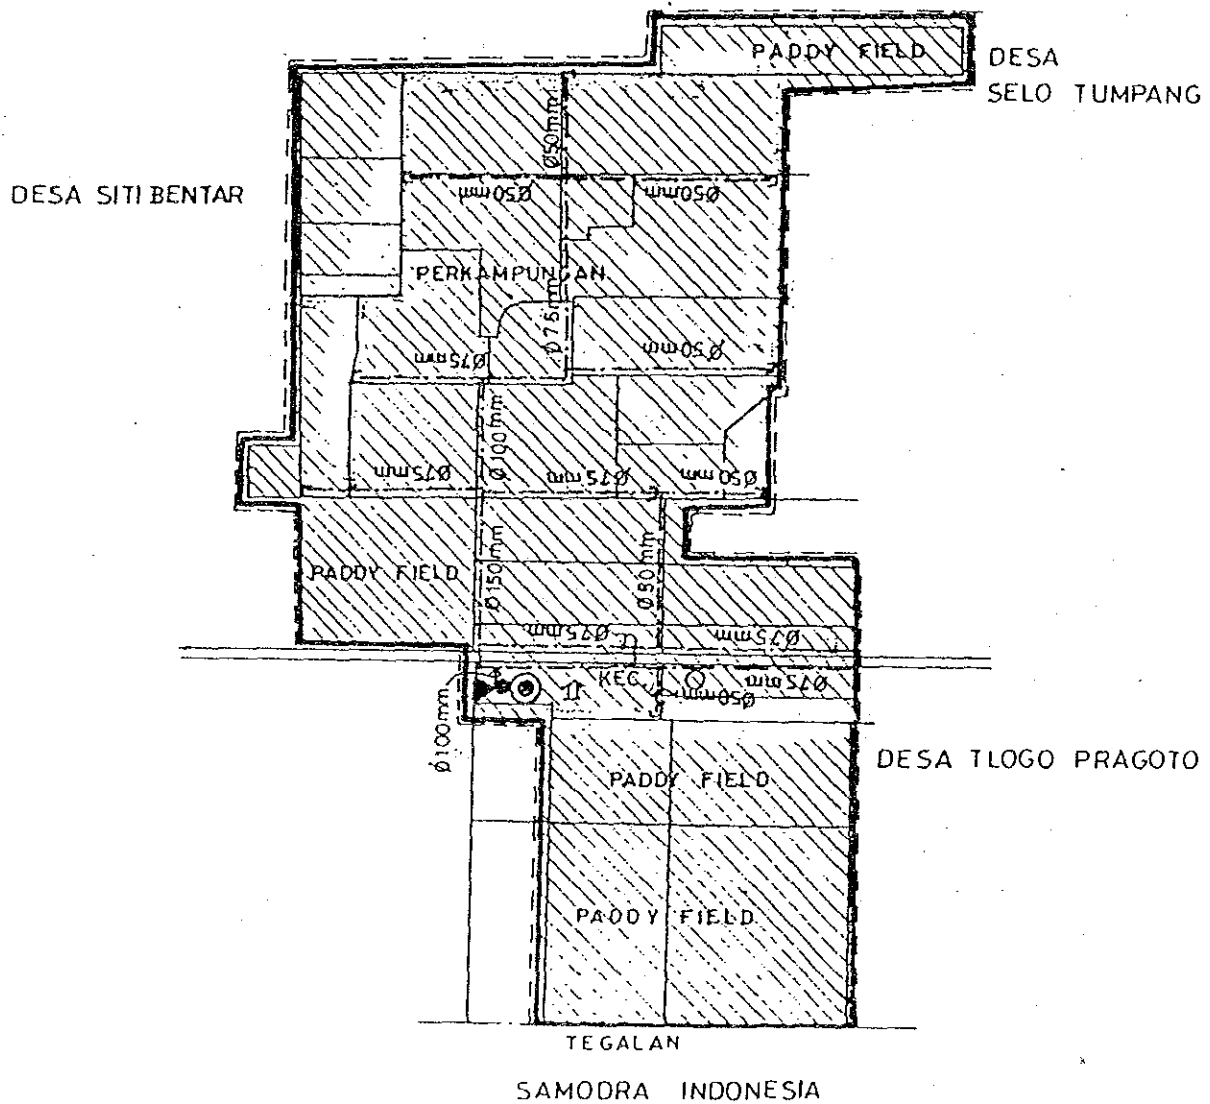 PADDY FIELD
DESA
SELO TUMPANG
Ø50mm
DESA SITI BENTAR
Ø50mm
Ø50mm
PERKAMPUNGAN
Ø75mm
Ø75mm
Ø50mm
Ø100mm
Ø75mm
Ø75mm
Ø50mm
PADDY FIELD
Ø150mm
Ø80mm
Ø75mm
Ø75mm
KEC.
Ø75mm
Ø50mm
Ø100mm
DESA TLOGO PRAGOTO
PADDY FIELD
PADDY FIELD
TEGALAN
SAMODRA INDONESIA